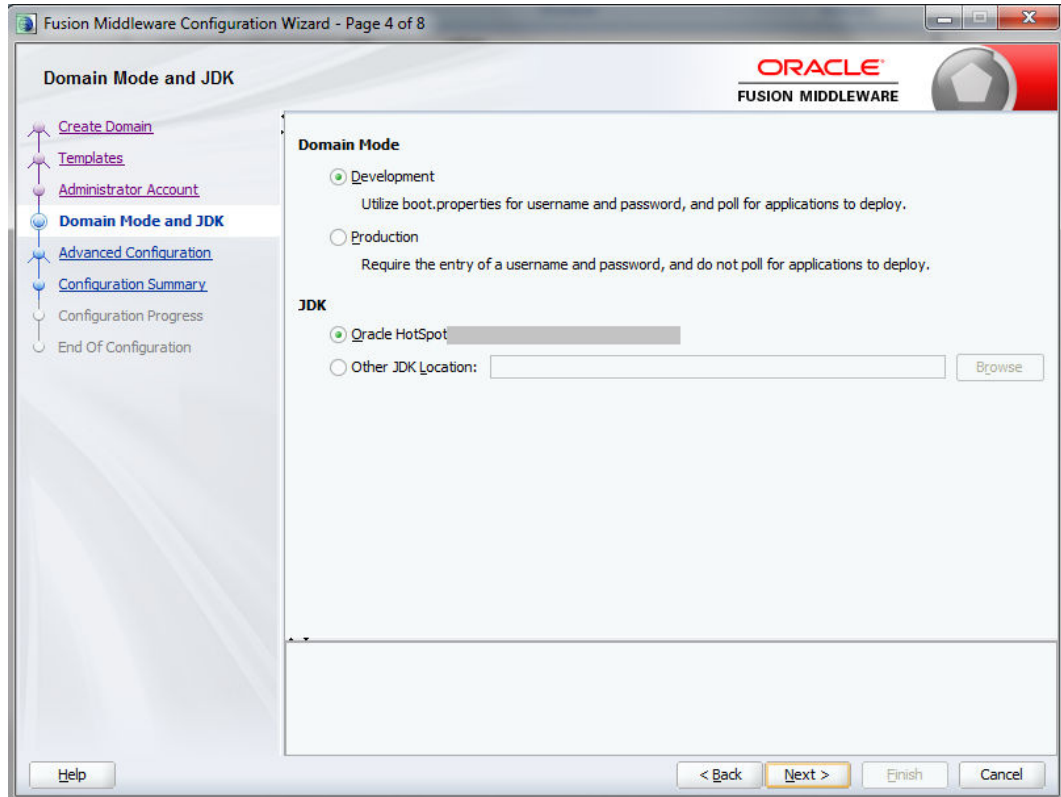 Fusion Middleware Configuration Wizard - Page 4 of 8
Domain Mode and JDK
ORACLE
FUSION MIDDLEWARE
Create Domain
Templates
Administrator Account
Domain Mode and JDK
Advanced Configuration
Configuration Summary
Configuration Progress
End Of Configuration
Domain Mode
Development
Utilize boot.properties for username and password, and poll for applications to deploy.
Production
Require the entry of a username and password, and do not poll for applications to deploy.
JDK
Oracle HotSpot
Other JDK Location: Browse
Help < Back Next > Finish Cancel